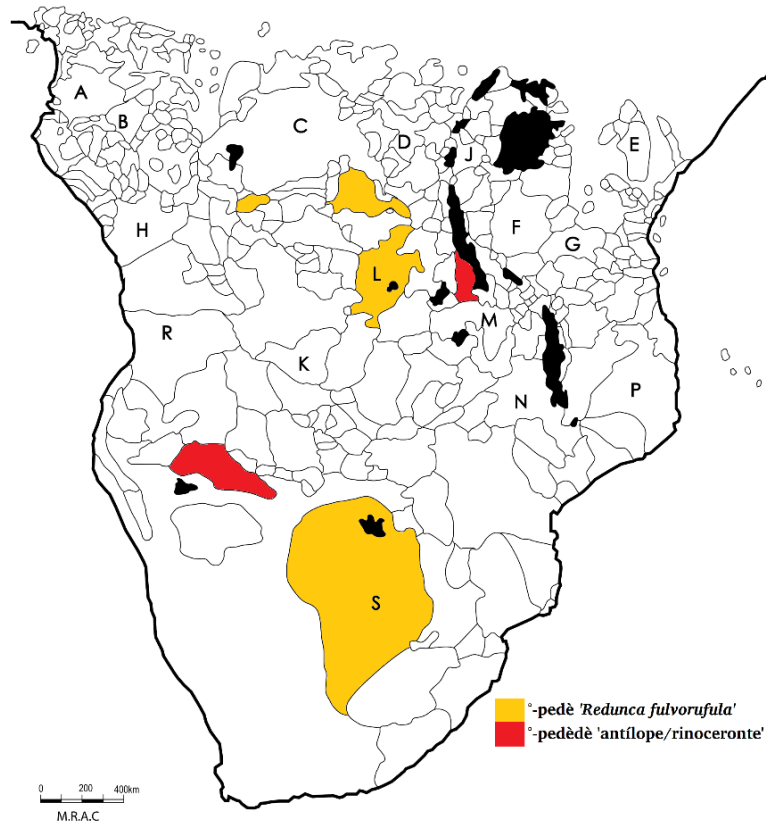 A
B
C
D
E
J
H
F
G
L
M
R
K
N
P
S
°-pedè 'Redunca fulvorufula'
°-pedèdè 'antílope/rinoceronte'
0 200 400km
M.R.A.C